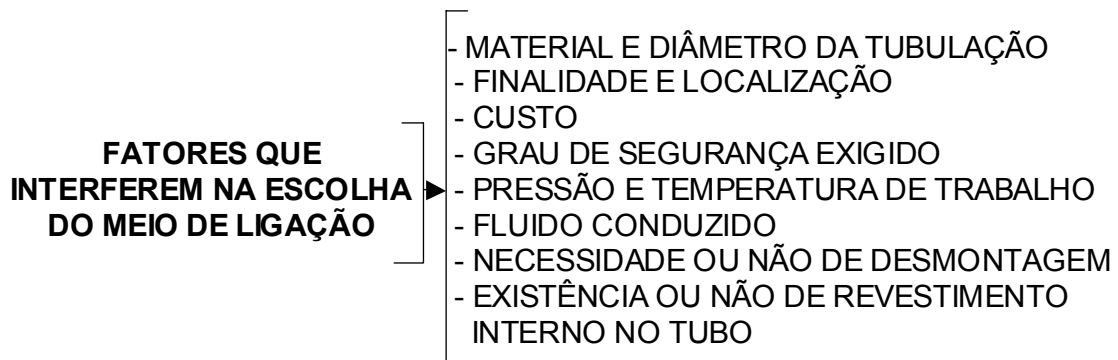 FATORES QUE
INTERFEREM NA ESCOLHA
DO MEIO DE LIGAÇÃO
- MATERIAL E DIÂMETRO DA TUBULAÇÃO
- FINALIDADE E LOCALIZAÇÃO
- CUSTO
- GRAU DE SEGURANÇA EXIGIDO
- PRESSÃO E TEMPERATURA DE TRABALHO
- FLUIDO CONDUZIDO
- NECESSIDADE OU NÃO DE DESMONTAGEM
- EXISTÊNCIA OU NÃO DE REVESTIMENTO
INTERNO NO TUBO